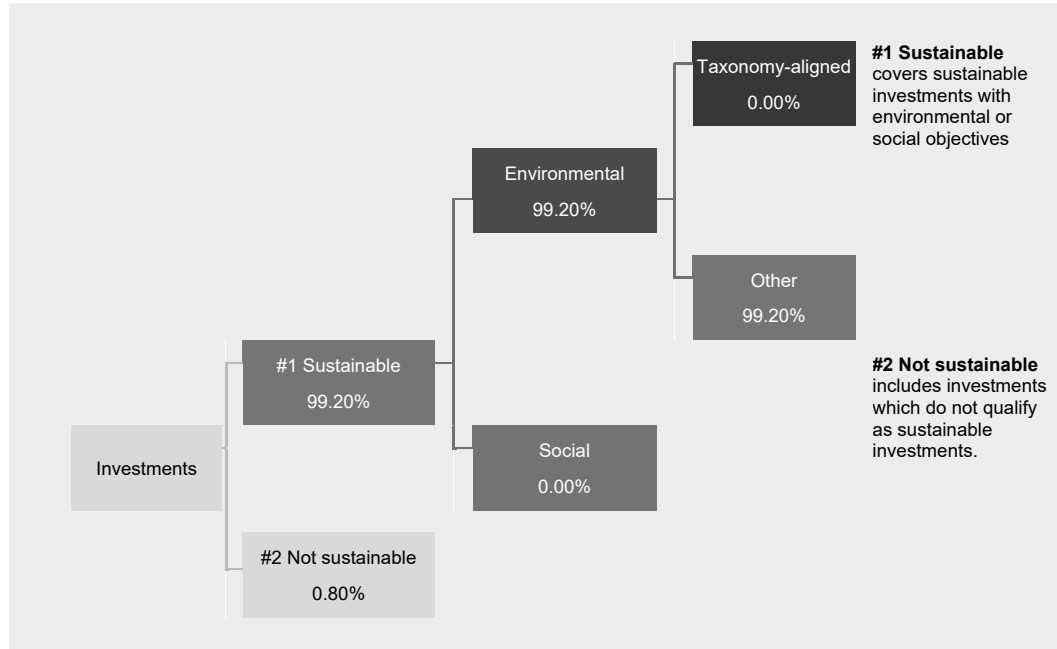 Taxonomy-aligned
0.00%
#1 Sustainable
covers sustainable
investments with
environmental or
social objectives
Environmental
99.20%
Other
99.20%
#1 Sustainable
99.20%
#2 Not sustainable
includes investments
which do not qualify
as sustainable
investments.
Investments
Social
0.00%
#2 Not sustainable
0.80%